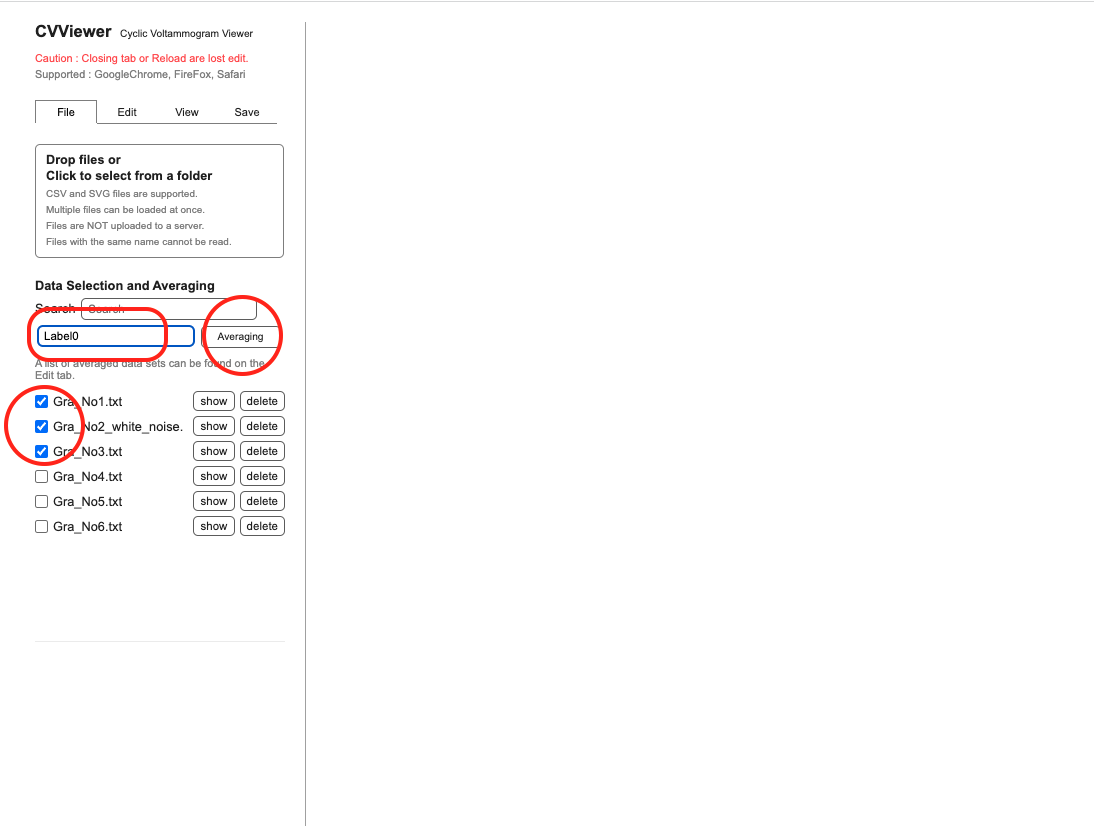 CVViewer Cyclic Voltammogram Viewer
Caution : Closing tab or Reload are lost edit.
Supported : GoogleChrome, FireFox, Safari
File Edit View Save
Drop files or
Click to select from a folder
CSV and SVG files are supported.
Multiple files can be loaded at once.
Files are NOT uploaded to a server.
Files with the same name cannot be read.
Data Selection and Averaging
Search Search
Label0 Averaging
A list of averaged data sets can be found on the
Edit tab.
Gra_No1.txt show delete
Gra_No2_white_noise. show delete
Gra_No3.txt show delete
Gra_No4.txt show delete
Gra_No5.txt show delete
Gra_No6.txt show delete